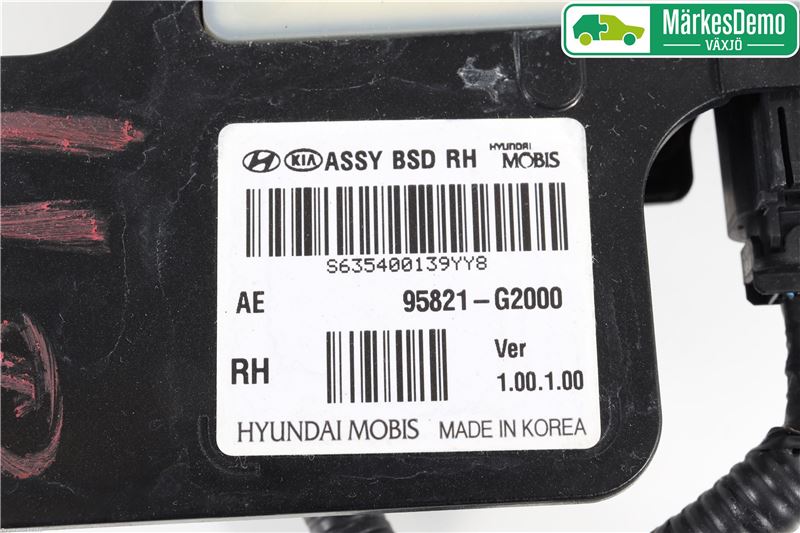 MärkesDemo
VÄXJÖ
KIA ASSY BSD RH HYUNDAI MOBIS
S635400139YY8
AE 95821-G2000
RH Ver 1.00.1.00
HYUNDAI MOBIS MADE IN KOREA